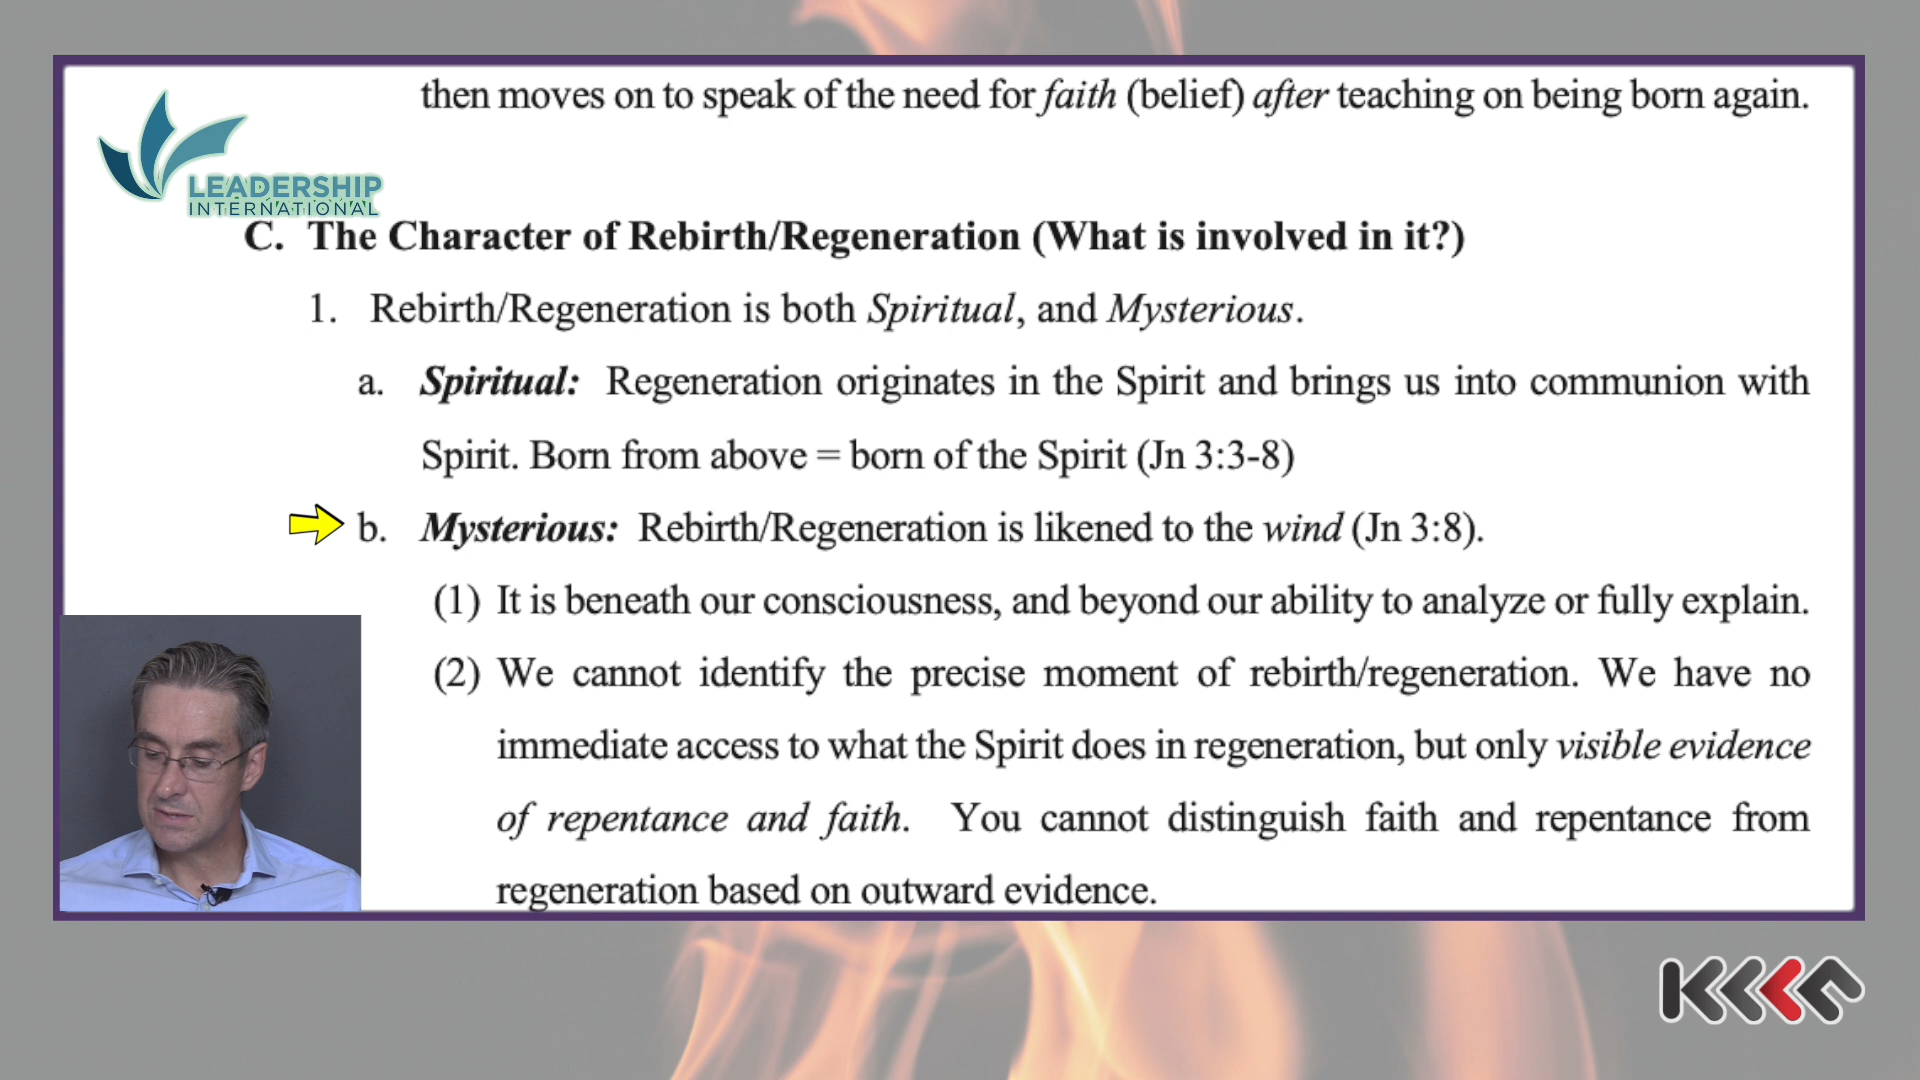 then moves on to speak of the need for faith (belief) after teaching on being born again.
LEADERSHIP
INTERNATIONAL
C. The Character of Rebirth/Regeneration (What is involved in it?)
1. Rebirth/Regeneration is both Spiritual, and Mysterious.
a. Spiritual: Regeneration originates in the Spirit and brings us into communion with
Spirit. Born from above = born of the Spirit (Jn 3:3-8)
b. Mysterious: Rebirth/Regeneration is likened to the wind (Jn 3:8).
(1) It is beneath our consciousness, and beyond our ability to analyze or fully explain.
(2) We cannot identify the precise moment of rebirth/regeneration. We have no
immediate access to what the Spirit does in regeneration, but only visible evidence
of repentance and faith. You cannot distinguish faith and repentance from
regeneration based on outward evidence.